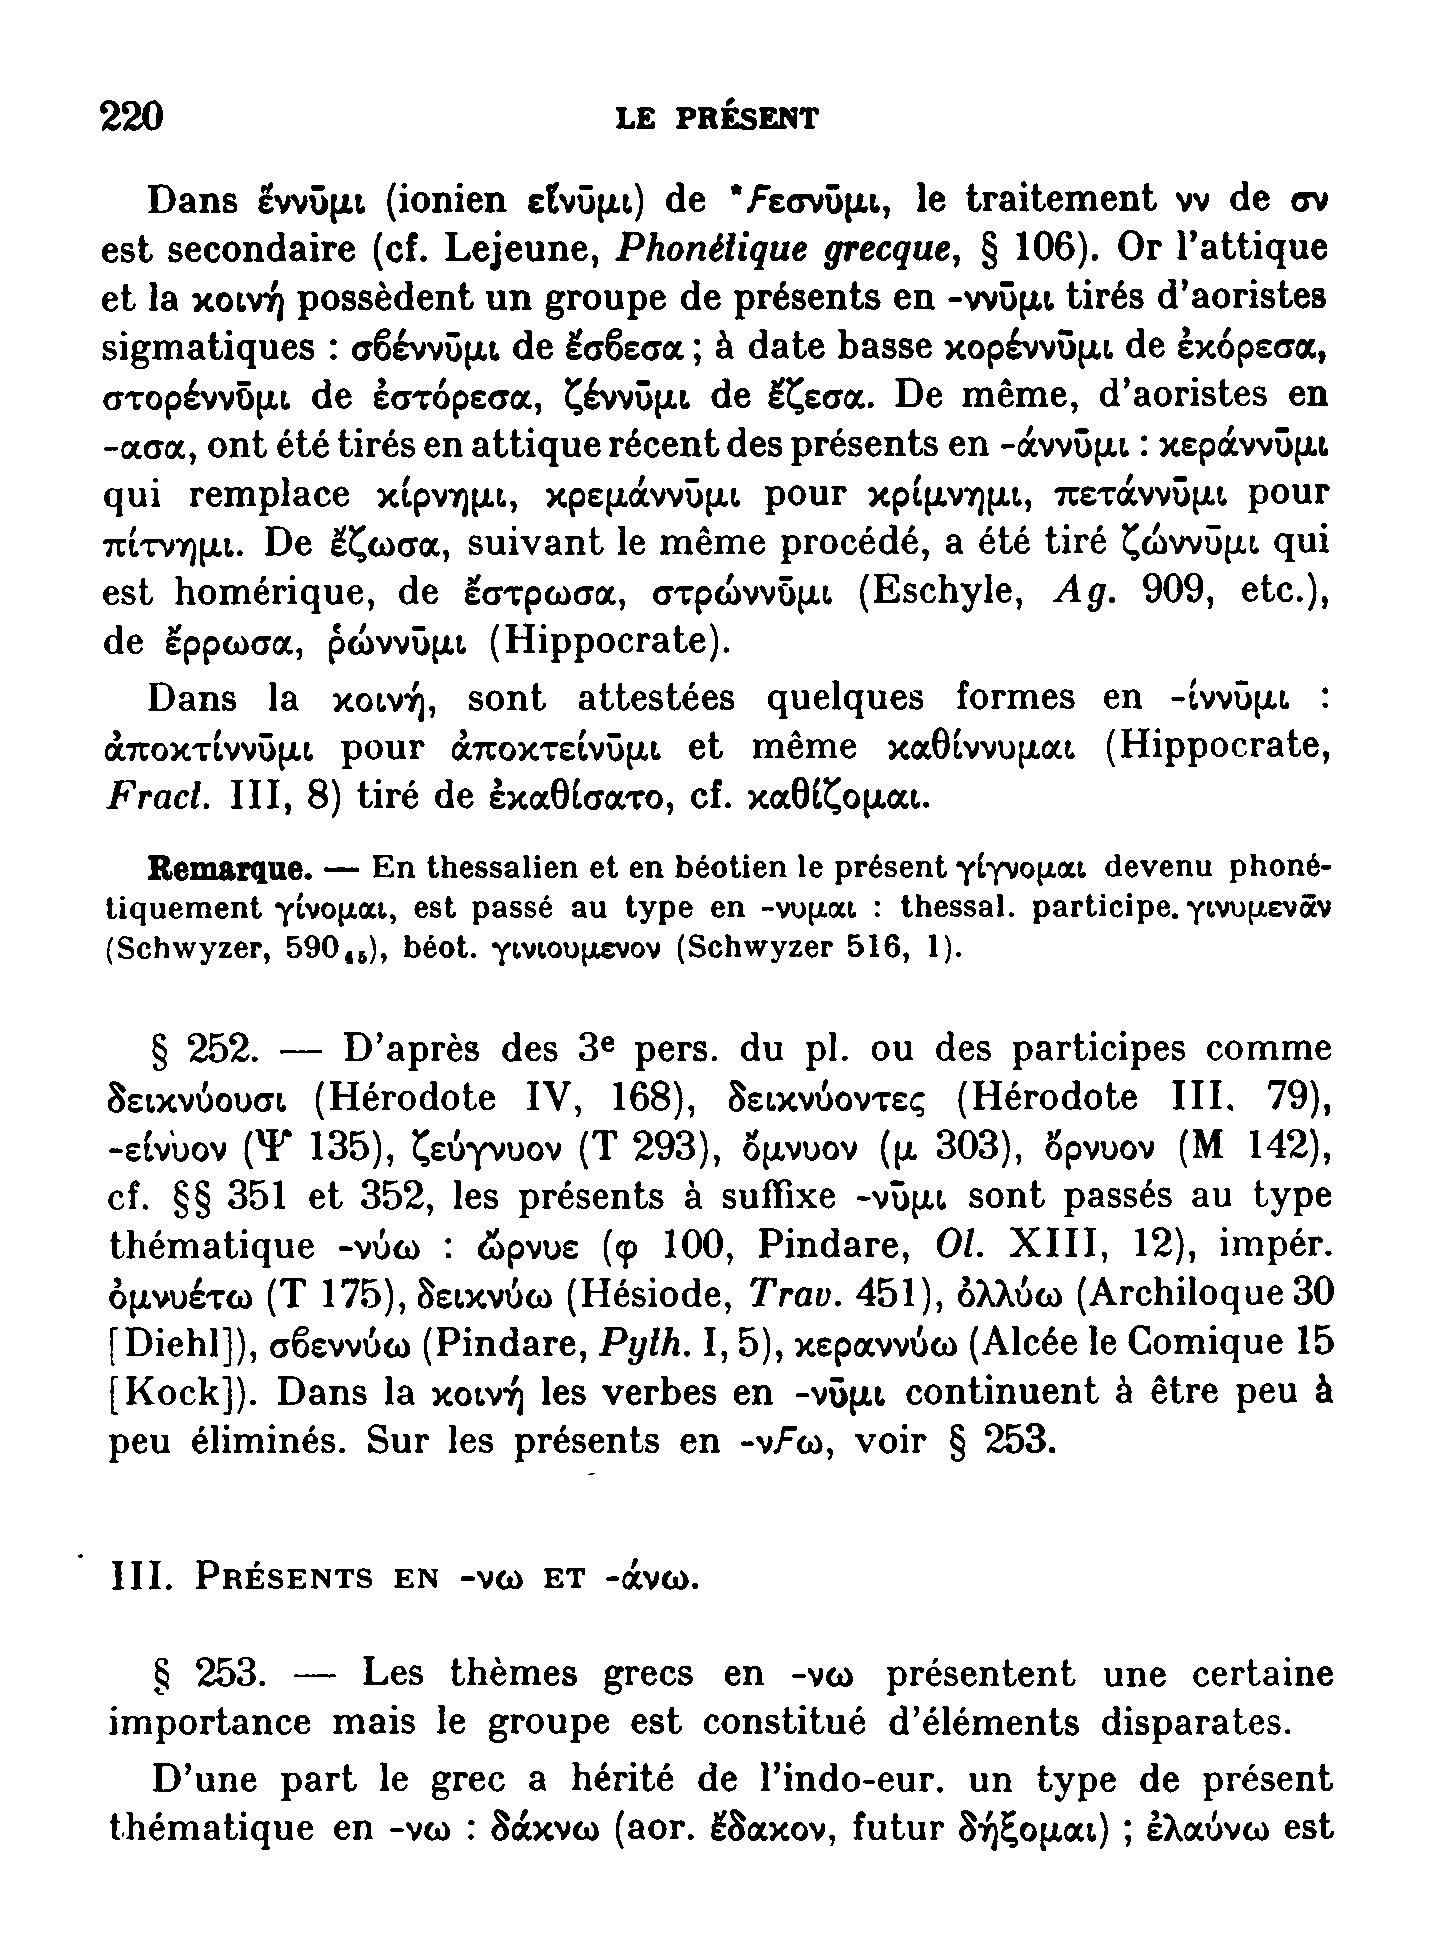 220 LE PRÉSENT
Dans ἕννῡμι (ionien εἵνῡμι) de *Ϝεσνῡμι, le traitement νν de σν
est secondaire (cf. Lejeune, Phonétique grecque, § 106). Or l’attique
et la κοινή possèdent un groupe de présents en -ννῡμι tirés d’aoristes
sigmatiques : σϐέννῡμι de ἔσϐεσα ; à date basse κορέννῡμι de ἐκόρεσα,
στορέννῡμι de ἐστόρεσα, ζέννῡμι de ἔζεσα. De même, d’aoristes en
-ασα, ont été tirés en attique récent des présents en -άννῡμι : κεράννῡμι
qui remplace κίρνημι, κρεμάννῡμι pour κρίμνημι, πετάννῡμι pour
πίτνημι. De ἔζωσα, suivant le même procédé, a été tiré ζώννῡμι qui
est homérique, de ἔστρωσα, στρώννῡμι (Eschyle, Ag. 909, etc.),
de ἔρρωσα, ῥώννῡμι (Hippocrate).
Dans la κοινή, sont attestées quelques formes en -ίννῡμι :
ἀποκτίννῡμι pour ἀποκτείνῡμι et même καθίννυμαι (Hippocrate,
Fract. III, 8) tiré de ἐκαθίσατο, cf. καθίζομαι.
Remarque. — En thessalien et en béotien le présent γίγνομαι devenu phoné-
tiquement γίνομαι, est passé au type en -νυμαι : thessal. participe. γινυμενᾶν
(Schwyzer, 590₄₅), béot. γινιουμενον (Schwyzer 516, 1).
§ 252. — D’après des 3ᵉ pers. du pl. ou des participes comme
δεικνύουσι (Hérodote IV, 168), δεικνύοντες (Hérodote III. 79),
-είνυον (Ψ 135), ζεύγνυον (Τ 293), ὄμνυον (μ 303), ὄρνυον (Μ 142),
cf. §§ 351 et 352, les présents à suffixe -νῡμι sont passés au type
thématique -νύω : ὤρνυε (φ 100, Pindare, Ol. XIII, 12), impér.
ὀμνυέτω (Τ 175), δεικνύω (Hésiode, Trav. 451), ὀλλύω (Archiloque 30
[Diehl]), σϐεννύω (Pindare, Pyth. I, 5), κεραννύω (Alcée le Comique 15
[Kock]). Dans la κοινή les verbes en -νῡμι continuent à être peu à
peu éliminés. Sur les présents en -νϜω, voir § 253.
III. PRÉSENTS EN -νω ET -άνω.
§ 253. — Les thèmes grecs en -νω présentent une certaine
importance mais le groupe est constitué d’éléments disparates.
D’une part le grec a hérité de l’indo-eur. un type de présent
thématique en -νω : δάκνω (aor. ἔδακον, futur δήξομαι) ; ἐλαύνω est